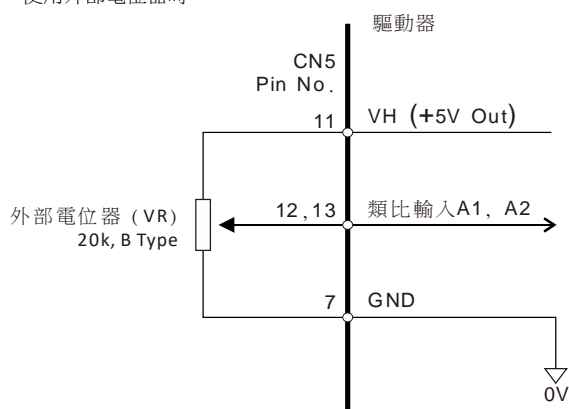 驅動器
CN5
Pin No.
11
VH (+5V Out)
外部電位器 (VR)
20k, B Type
12,13
類比輸入A1, A2
7
GND
0V